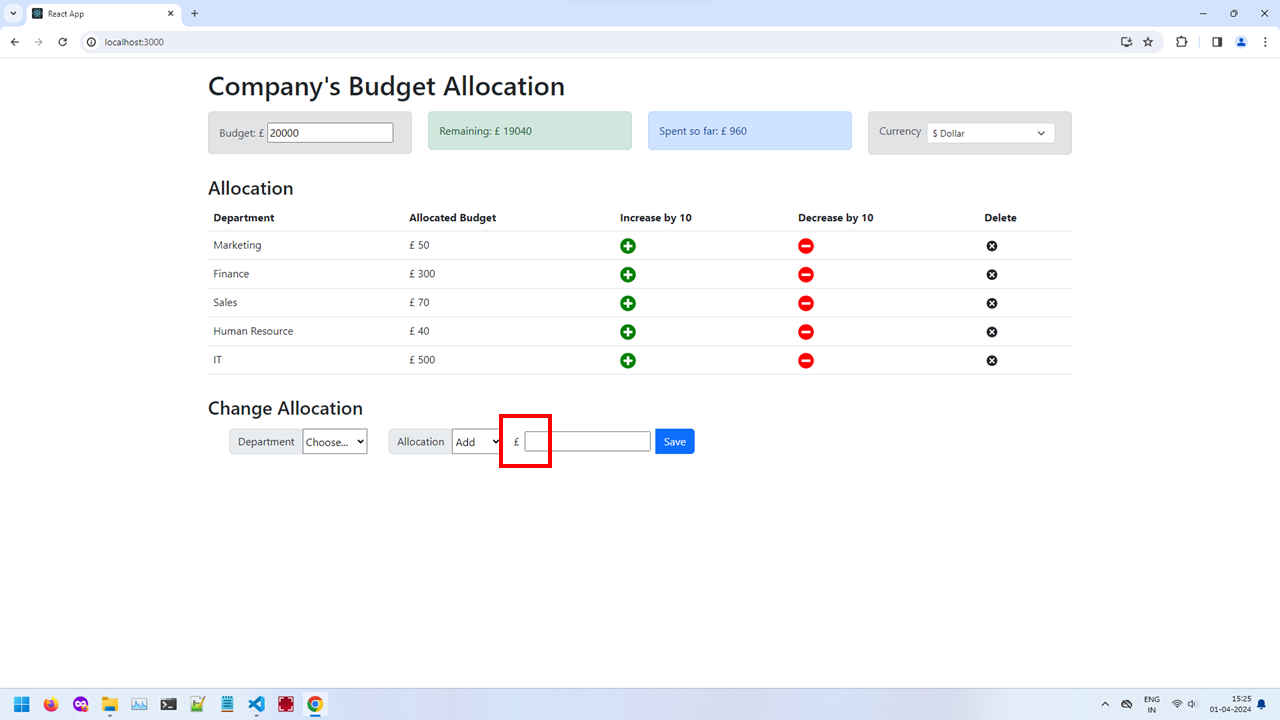 React App
localhost:3000
Company's Budget Allocation
Budget: £ 20000
Remaining: £ 19040
Spent so far: £ 960
Currency $ Dollar
Allocation
Department Allocated Budget Increase by 10 Decrease by 10 Delete
Marketing £ 50
Finance £ 300
Sales £ 70
Human Resource £ 40
IT £ 500
Change Allocation
Department Choose... Allocation Add £ Save
ENG 15:25
IN 01-04-2024